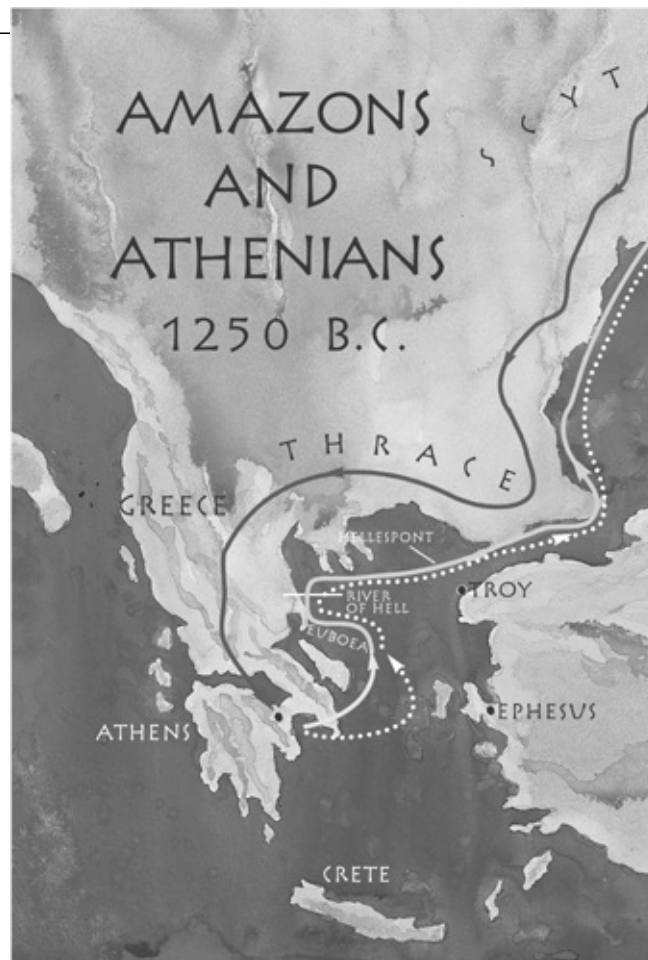 AMAZONS
AND
ATHENIANS
1250 B.C.
SCYT
THRACE
GREECE
HELLESPONT
TROY
RIVER
OF HELL
EUBOEA
EPHESUS
ATHENS
CRETE